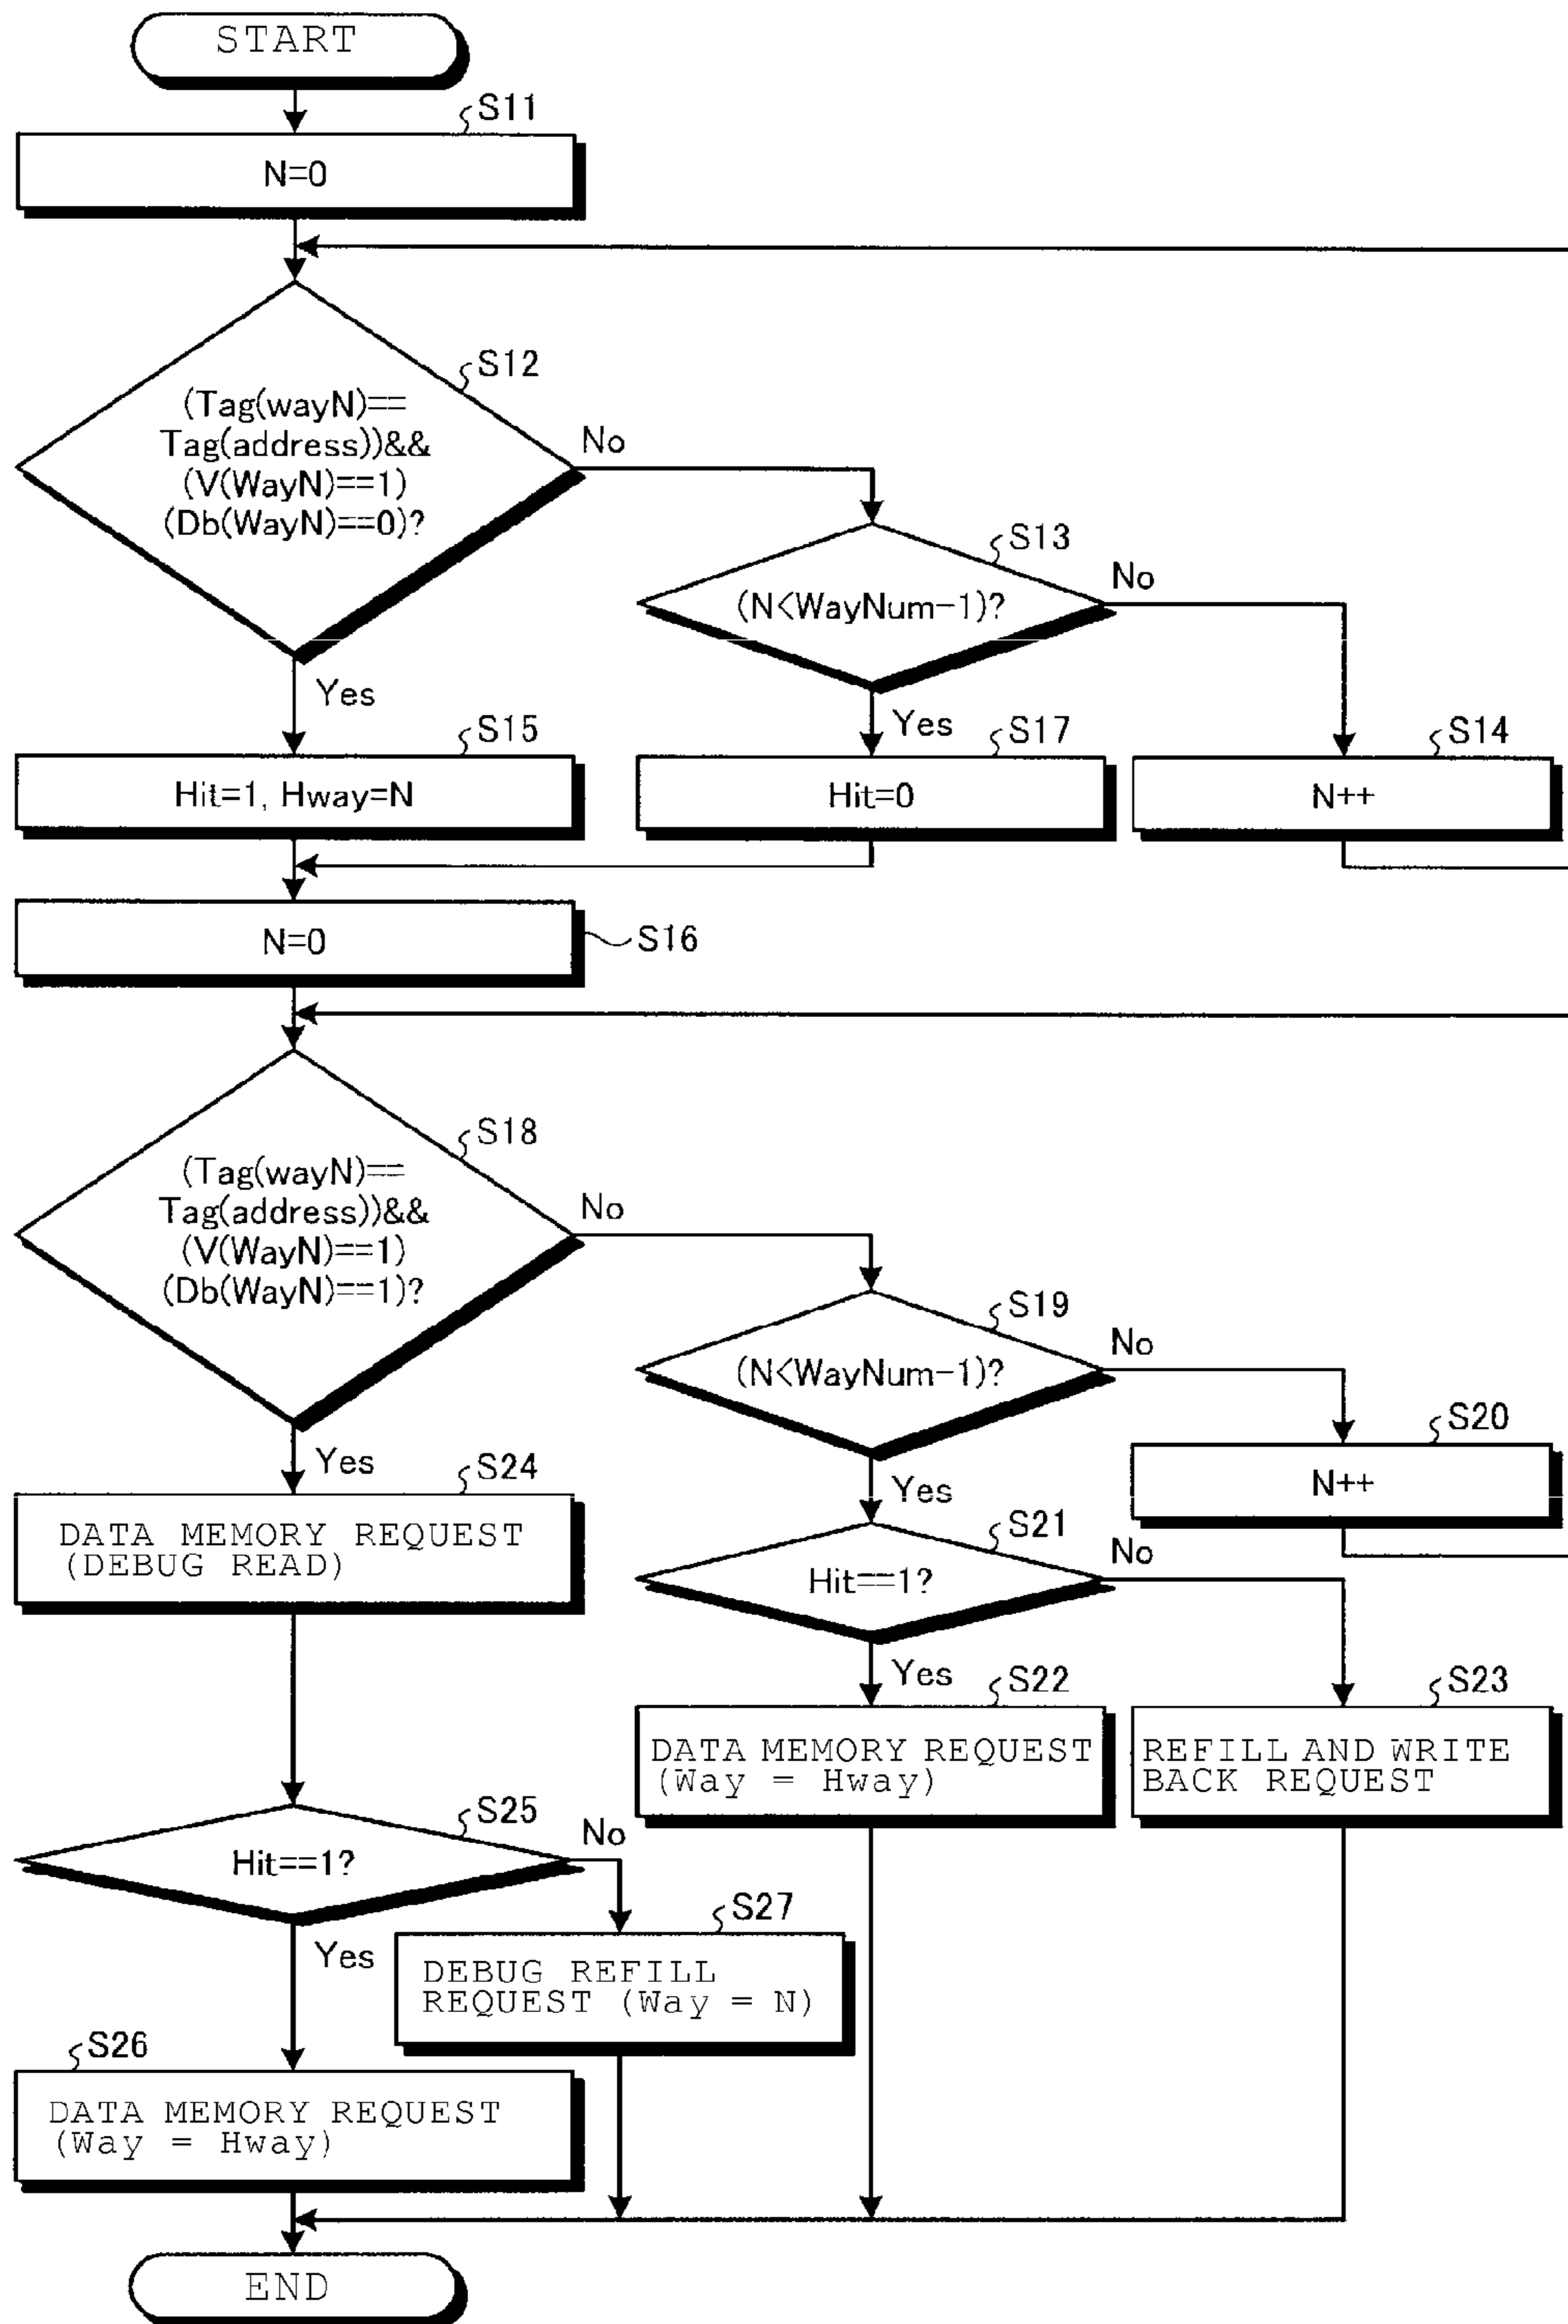 START
S11
N=0
S12
(Tag(wayN)==
Tag(address))&&
(V(WayN)==1)
(Db(WayN)==0)?
No
S13
(N<WayNum-1)?
No
Yes
Yes
S15
Hit=1, Hway=N
S17
Hit=0
S14
N++
N=0
S16
S18
(Tag(wayN)==
Tag(address))&&
(V(WayN)==1)
(Db(WayN)==1)?
No
S19
(N<WayNum-1)?
No
S20
N++
Yes
Yes
S24
DATA MEMORY REQUEST
(DEBUG READ)
S21
Hit==1?
No
Yes
S22
DATA MEMORY REQUEST
(Way = Hway)
S23
REFILL AND WRITE
BACK REQUEST
S25
Hit==1?
No
Yes
S27
DEBUG REFILL
REQUEST (Way = N)
S26
DATA MEMORY REQUEST
(Way = Hway)
END